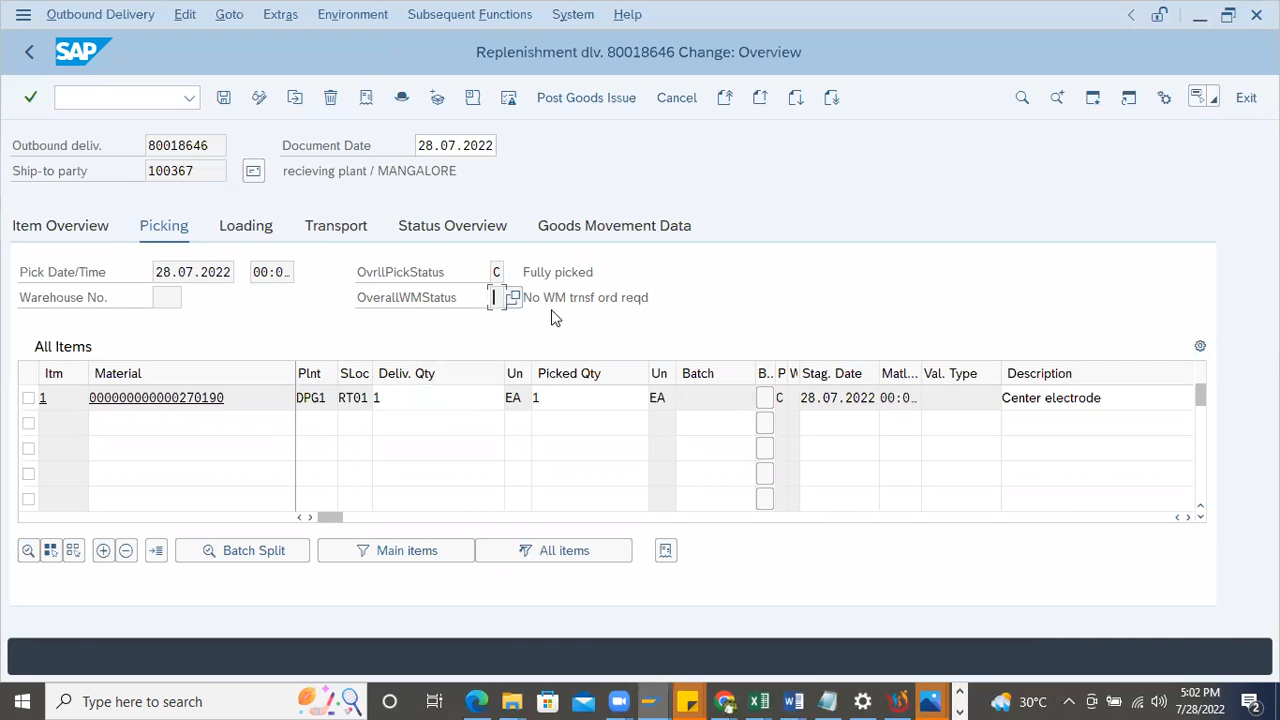 Outbound Delivery Edit Goto Extras Environment Subsequent Functions System Help
SAP Replenishment dlv. 80018646 Change: Overview
Post Goods Issue Cancel Exit
Outbound deliv. 80018646 Document Date 28.07.2022
Ship-to party 100367 recieving plant / MANGALORE
Item Overview Picking Loading Transport Status Overview Goods Movement Data
Pick Date/Time 28.07.2022 00:0... OvrllPickStatus C Fully picked
Warehouse No. OverallWMStatus No WM trnsf ord reqd
All Items
Itm Material Plnt SLoc Deliv. Qty Un Picked Qty Un Batch B.. P W Stag. Date Matl... Val. Type Description
1 000000000000270190 DPG1 RT01 1 EA 1 EA C 28.07.2022 00:0... Center electrode
Batch Split Main items All items
Type here to search 30°C 5:02 PM
7/28/2022 2